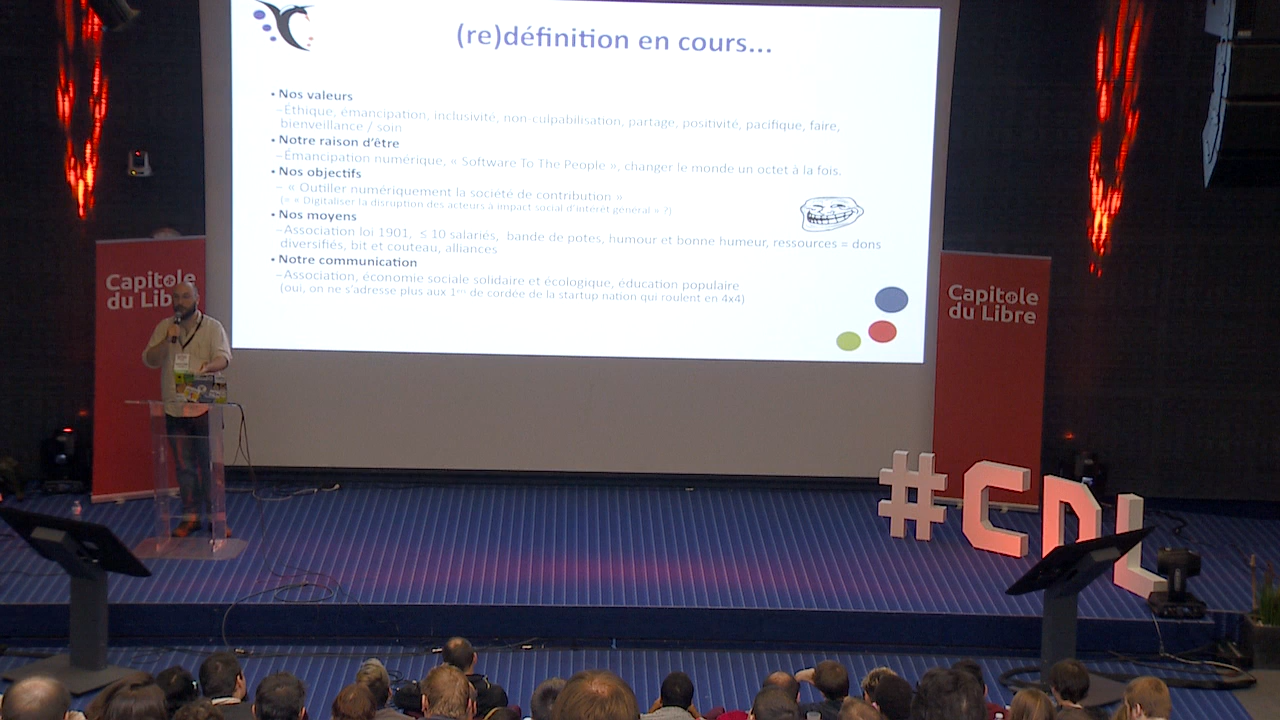 (re)définition en cours...
• Nos valeurs
–Éthique, émancipation, inclusivité, non-culpabilisation, partage, positivité, pacifique, faire,
bienveillance / soin
• Notre raison d'être
–Émancipation numérique, « Software To The People », changer le monde un octet à la fois.
• Nos objectifs
– « Outiller numériquement la société de contribution »
(= « Digitaliser la disruption des acteurs à impact social d'intérêt général » ?)
• Nos moyens
–Association loi 1901, ≤ 10 salariés, bande de potes, humour et bonne humeur, ressources = dons
diversifiés, bit et couteau, alliances
• Notre communication
–Association, économie sociale solidaire et écologique, éducation populaire
(oui, on ne s'adresse plus aux 1ers de cordée de la startup nation qui roulent en 4x4)
Capitole
du Lib
Capitole
du Libre
#CDL